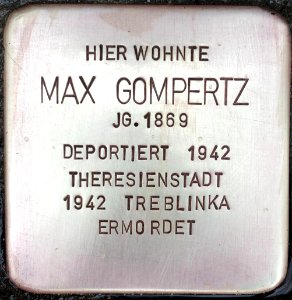 HIER WOHNTE
MAX GOMPERTZ
JG. 1869
DEPORTIERT 1942
THERESIENSTADT
1942 TREBLINKA
ERMORDET